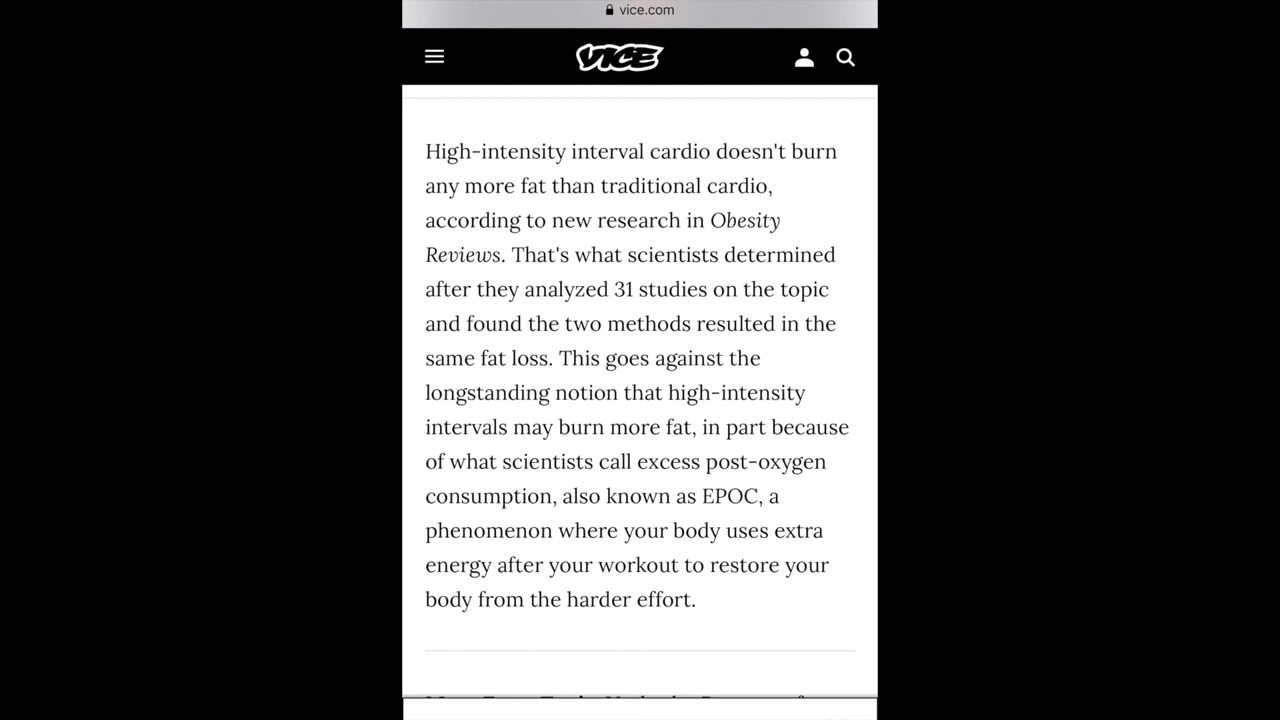 vice.com
VICE
High-intensity interval cardio doesn't burn
any more fat than traditional cardio,
according to new research in Obesity
Reviews. That's what scientists determined
after they analyzed 31 studies on the topic
and found the two methods resulted in the
same fat loss. This goes against the
longstanding notion that high-intensity
intervals may burn more fat, in part because
of what scientists call excess post-oxygen
consumption, also known as EPOC, a
phenomenon where your body uses extra
energy after your workout to restore your
body from the harder effort.